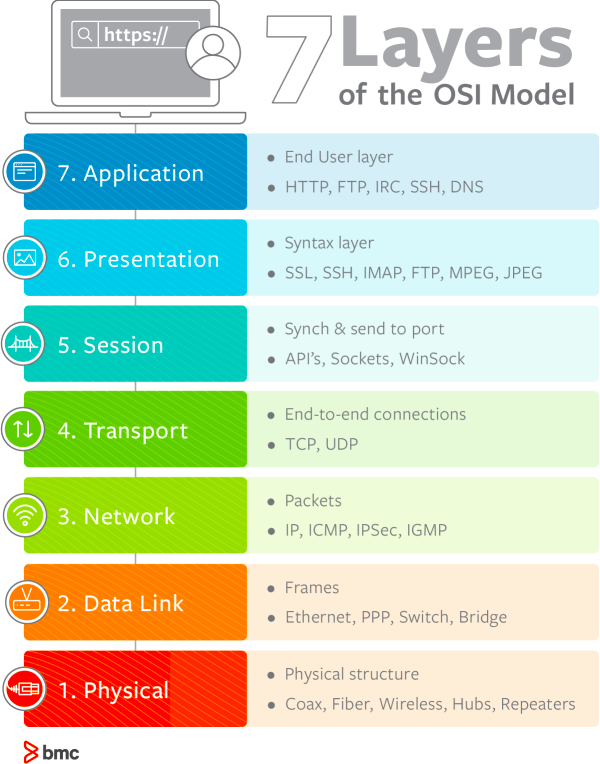 https://
7 Layers
of the OSI Model
7. Application
End User layer
HTTP, FTP, IRC, SSH, DNS
6. Presentation
Syntax layer
SSL, SSH, IMAP, FTP, MPEG, JPEG
5. Session
Synch & send to port
API's, Sockets, WinSock
4. Transport
End-to-end connections
TCP, UDP
3. Network
Packets
IP, ICMP, IPSec, IGMP
2. Data Link
Frames
Ethernet, PPP, Switch, Bridge
1. Physical
Physical structure
Coax, Fiber, Wireless, Hubs, Repeaters
bmc